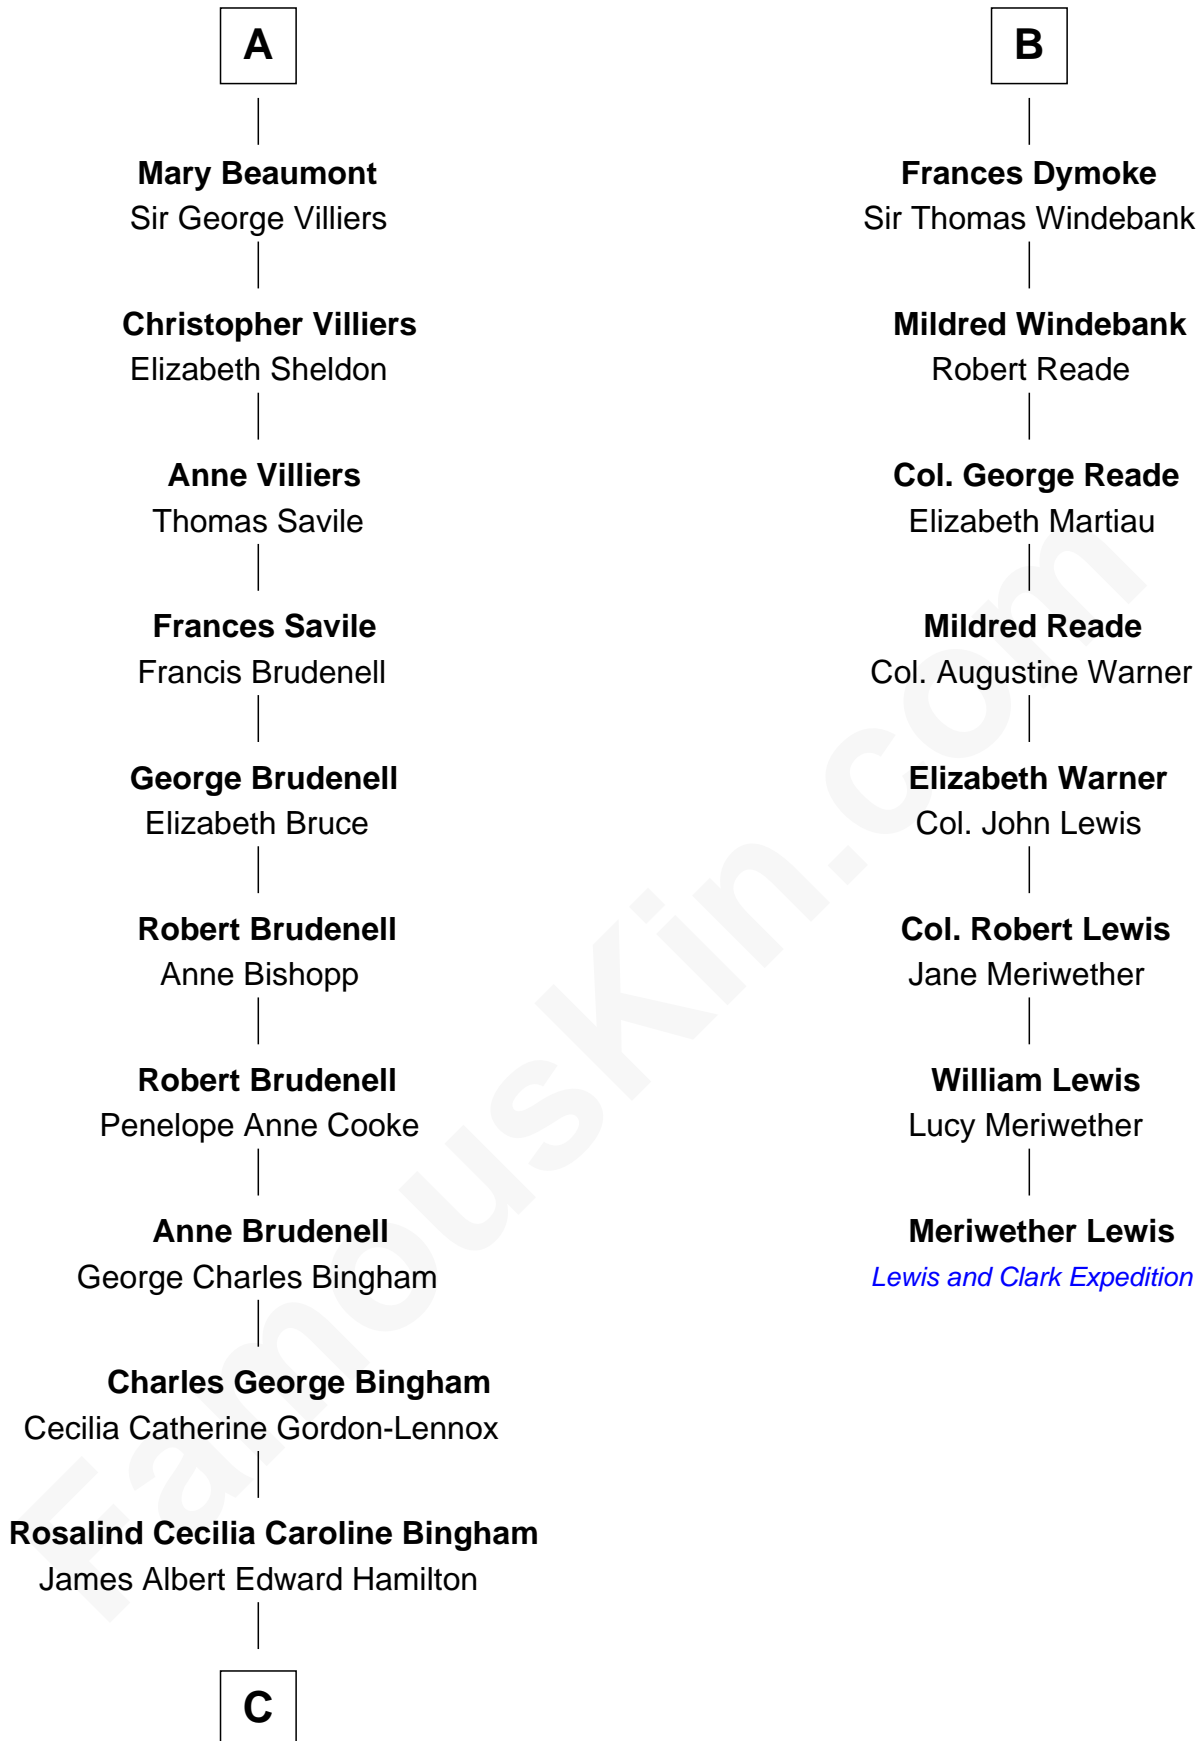 A
Mary Beaumont
Sir George Villiers
Christopher Villiers
Elizabeth Sheldon
Anne Villiers
Thomas Savile
Frances Savile
Francis Brudenell
George Brudenell
Elizabeth Bruce
Robert Brudenell
Anne Bishopp
Robert Brudenell
Penelope Anne Cooke
Anne Brudenell
George Charles Bingham
Charles George Bingham
Cecilia Catherine Gordon-Lennox
Rosalind Cecilia Caroline Bingham
James Albert Edward Hamilton
C
B
Frances Dymoke
Sir Thomas Windebank
Mildred Windebank
Robert Reade
Col. George Reade
Elizabeth Martiau
Mildred Reade
Col. Augustine Warner
Elizabeth Warner
Col. John Lewis
Col. Robert Lewis
Jane Meriwether
William Lewis
Lucy Meriwether
Meriwether Lewis
Lewis and Clark Expedition
FamousKin.com